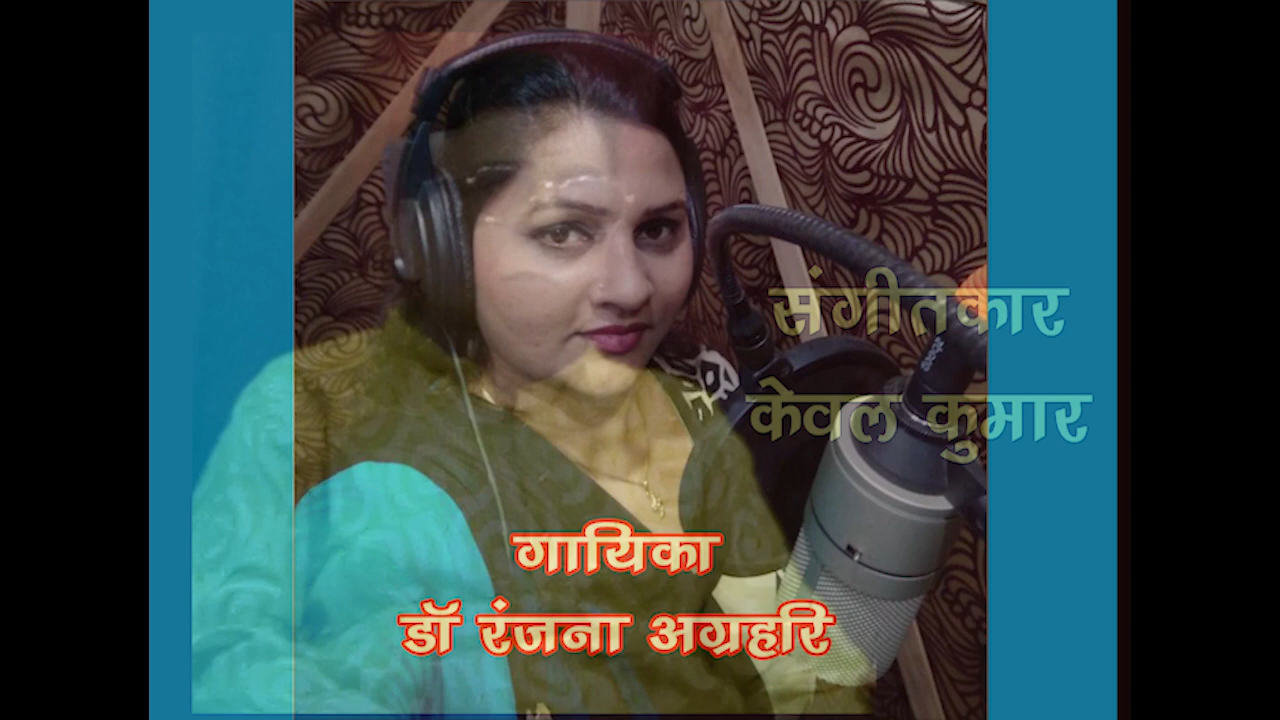 संगीतकार
केवल कुमार
गायिका
डॉ रंजना अग्रहरि